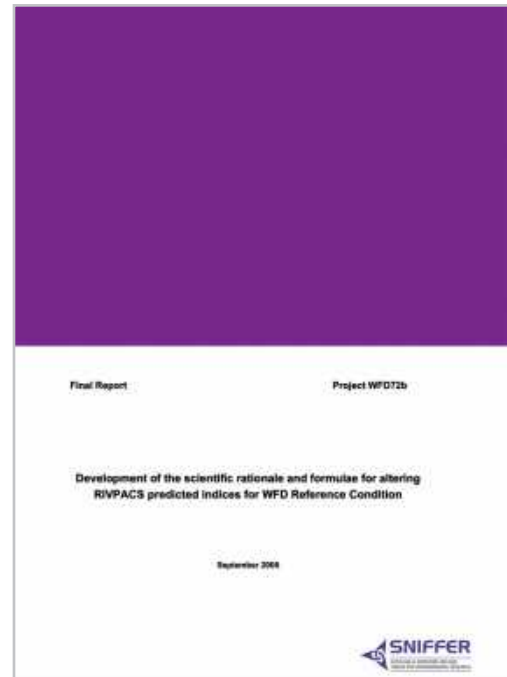 Final Report
Project WFD72b
Development of the scientific rationale and formulae for altering
RIVPACS predicted indices for WFD Reference Condition
September
SNIFFER